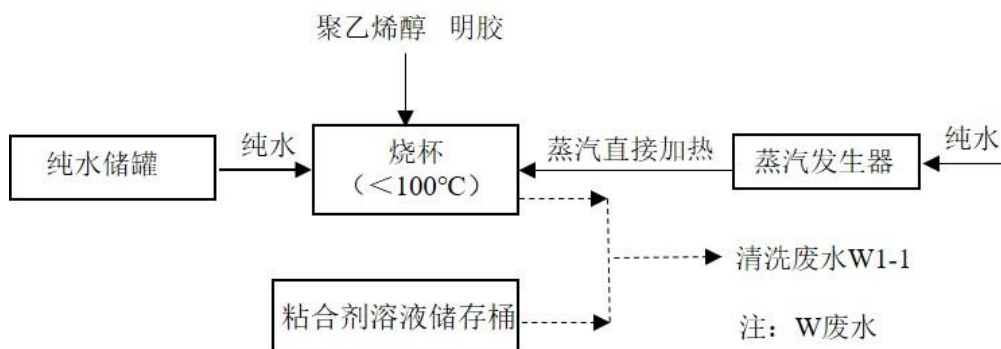 聚乙烯醇 明胶
纯水储罐
纯水
烧杯
（＜100℃）
蒸汽直接加热
蒸汽发生器
纯水
清洗废水W1-1
粘合剂溶液储存桶
注：W废水